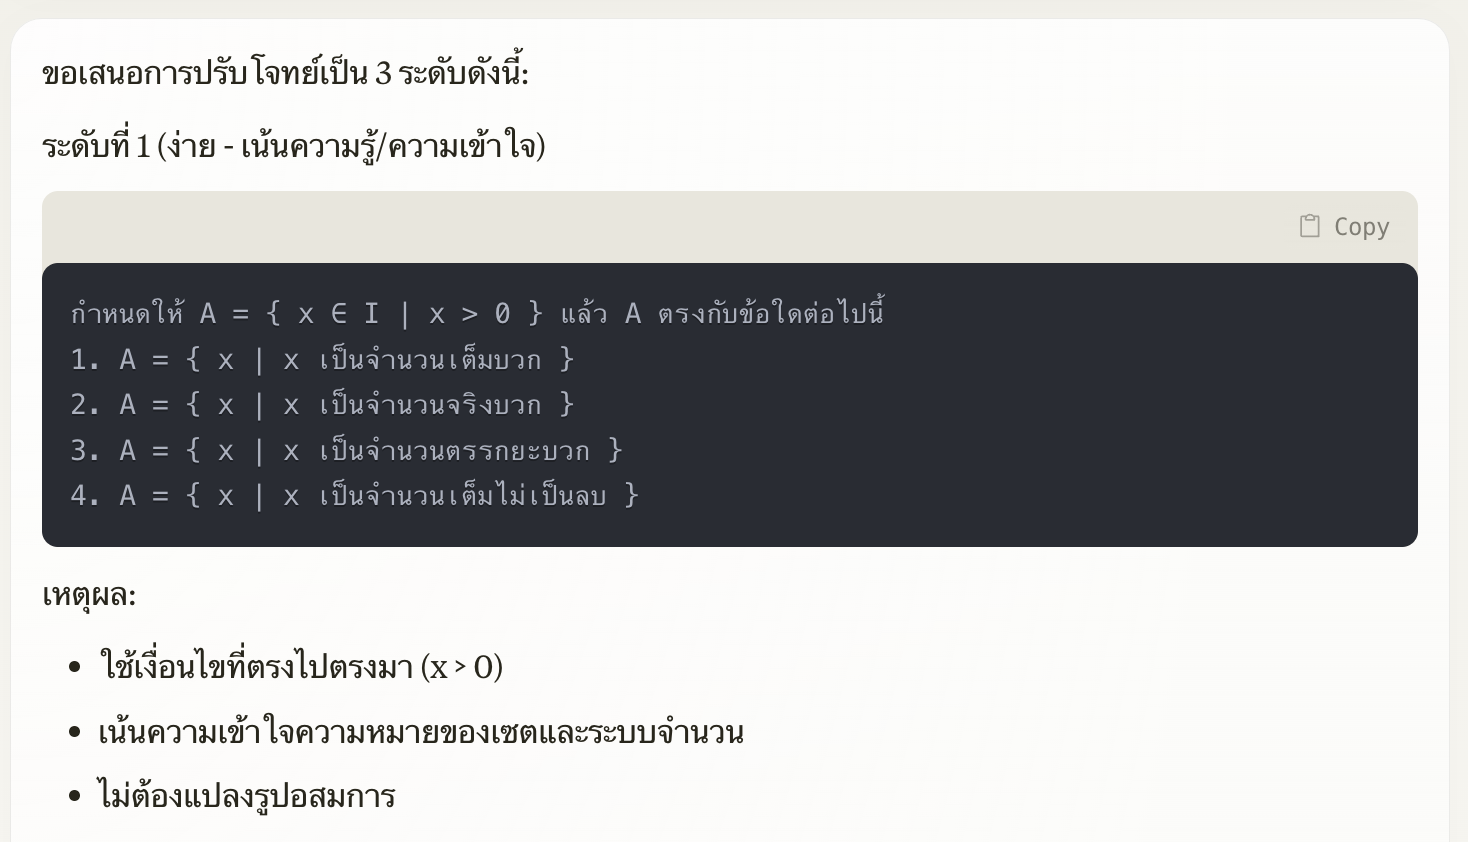 ขอเสนอการปรับโจทย์เป็น 3 ระดับดังนี้:
ระดับที่ 1 (ง่าย - เน้นความรู้/ความเข้าใจ)
Copy
กำหนดให้ A = { x ∈ I | x > 0 } แล้ว A ตรงกับข้อใดต่อไปนี้
1. A = { x | x เป็นจำนวนเต็มบวก }
2. A = { x | x เป็นจำนวนจริงบวก }
3. A = { x | x เป็นจำนวนตรรกยะบวก }
4. A = { x | x เป็นจำนวนเต็มไม่เป็นลบ }
เหตุผล:
• ใช้เงื่อนไขที่ตรงไปตรงมา (x > 0)
• เน้นความเข้าใจความหมายของเซตและระบบจำนวน
• ไม่ต้องแปลงรูปอสมการ